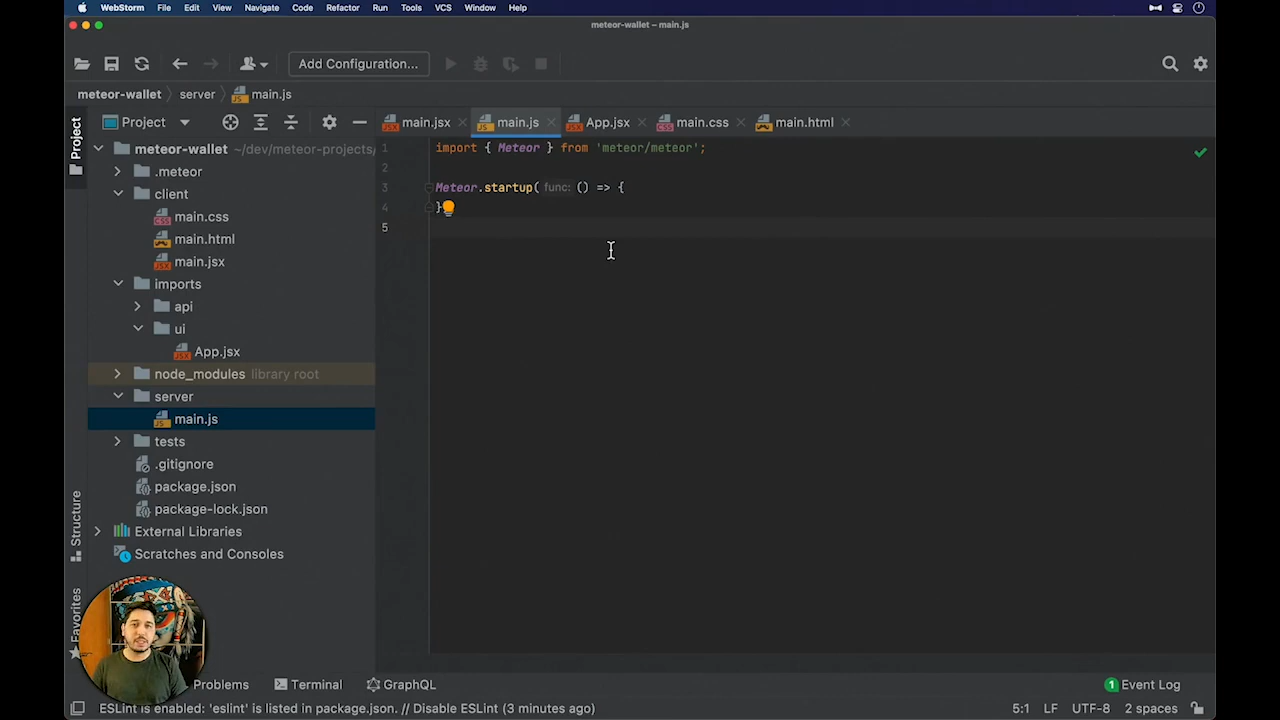 WebStorm File Edit View Navigate Code Refactor Run Tools VCS Window Help
meteor-wallet – main.js
Add Configuration...
meteor-wallet server main.js
Project
Project
main.jsx
main.js
App.jsx
main.css
main.html
meteor-wallet ~/dev/meteor-projects/
.meteor
client
main.css
main.html
main.jsx
imports
api
ui
App.jsx
node_modules library root
server
main.js
tests
.gitignore
package.json
package-lock.json
External Libraries
Scratches and Consoles
Structure
Favorites
1 import { Meteor } from 'meteor/meteor';
2
3 Meteor.startup( func: () => {
4 }
5
Problems Terminal GraphQL 1 Event Log
ESLint is enabled: 'eslint' is listed in package.json. // Disable ESLint (3 minutes ago) 5:1 LF UTF-8 2 spaces